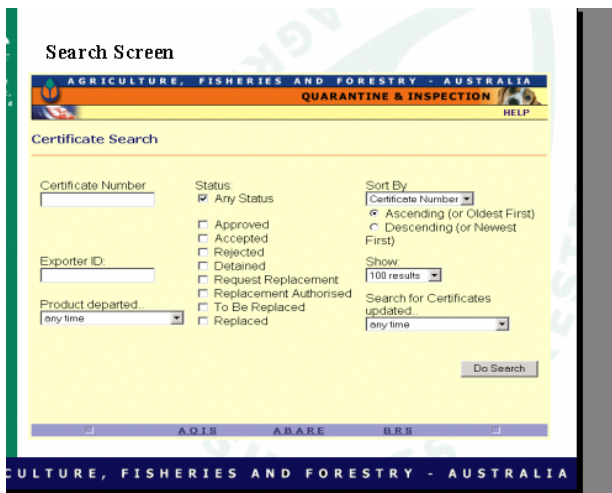 Search Screen
AGRICULTURE, FISHERIES AND FORESTRY - AUSTRALIA
QUARANTINE & INSPECTION
HELP
Certificate Search
Certificate Number
Exporter ID:
Product departed..
any time
Status:
Any Status
Approved
Accepted
Rejected
Detained
Request Replacement
Replacement Authorised
To Be Replaced
Replaced
Sort By
Certificate Number
Ascending (or Oldest First)
Descending (or Newest
First)
Show:
100 results
Search for Certificates
updated..
any time
Do Search
AQIS ABARE BRS
CULTURE, FISHERIES AND FORESTRY - AUSTRALIA